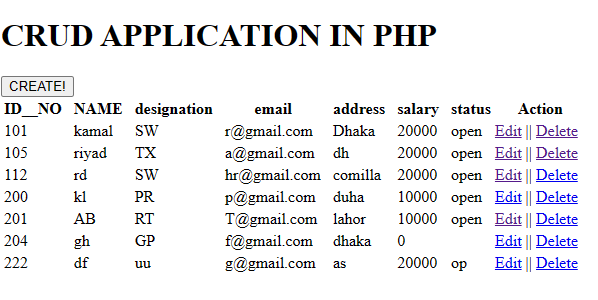 CRUD APPLICATION IN PHP
CREATE!
ID__NO NAME designation email address salary status Action
101 kamal SW r@gmail.com Dhaka 20000 open Edit || Delete
105 riyad TX a@gmail.com dh 20000 open Edit || Delete
112 rd SW hr@gmail.com comilla 20000 open Edit || Delete
200 kl PR p@gmail.com duha 10000 open Edit || Delete
201 AB RT T@gmail.com lahor 10000 open Edit || Delete
204 gh GP f@gmail.com dhaka 0 Edit || Delete
222 df uu g@gmail.com as 20000 op Edit || Delete